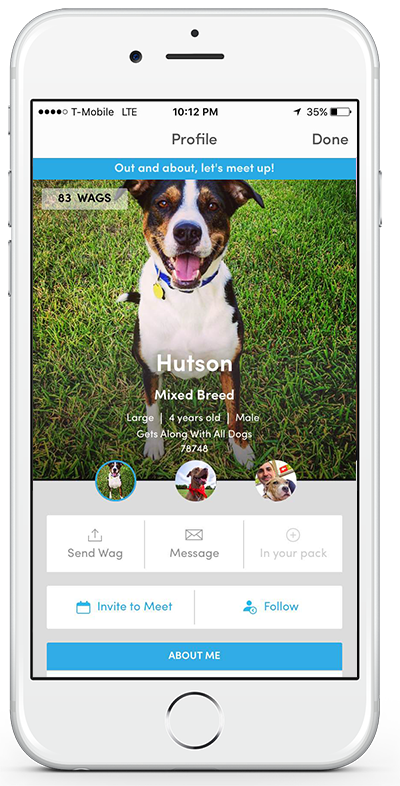 T-Mobile LTE 10:12 PM 35%
Profile Done
Out and about, let's meet up!
83 WAGS
Hutson
Mixed Breed
Large | 4 years old | Male
Gets Along With All Dogs
78748
Send Wag Message In your pack
Invite to Meet Follow
ABOUT ME